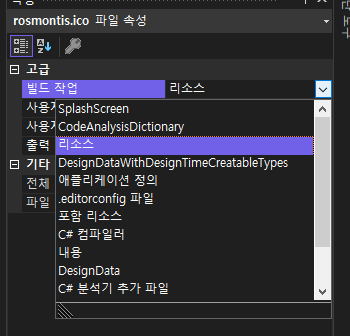 rosmontis.ico 파일 속성
고급
빌드 작업 리소스
사용자
사용자
출력
기타
전체
파일
SplashScreen
CodeAnalysisDictionary
리소스
DesignDataWithDesignTimeCreatableTypes
애플리케이션 정의
.editorconfig 파일
포함 리소스
C# 컴파일러
내용
DesignData
C# 분석기 추가 파일